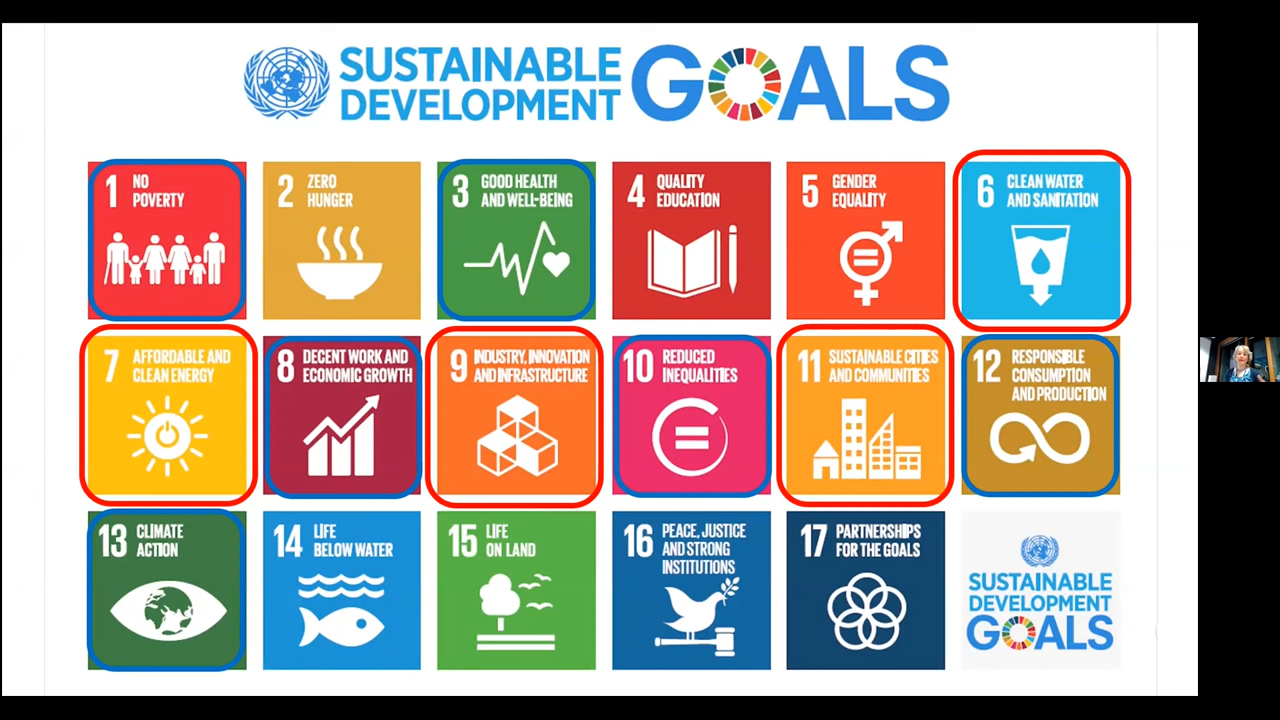 SUSTAINABLE
DEVELOPMENT
GOALS
1 NO
POVERTY
2 ZERO
HUNGER
3 GOOD HEALTH
AND WELL-BEING
4 QUALITY
EDUCATION
5 GENDER
EQUALITY
6 CLEAN WATER
AND SANITATION
7 AFFORDABLE AND
CLEAN ENERGY
8 DECENT WORK AND
ECONOMIC GROWTH
9 INDUSTRY, INNOVATION
AND INFRASTRUCTURE
10 REDUCED
INEQUALITIES
11 SUSTAINABLE CITIES
AND COMMUNITIES
12 RESPONSIBLE
CONSUMPTION
AND PRODUCTION
13 CLIMATE
ACTION
14 LIFE
BELOW WATER
15 LIFE
ON LAND
16 PEACE, JUSTICE
AND STRONG
INSTITUTIONS
17 PARTNERSHIPS
FOR THE GOALS
SUSTAINABLE
DEVELOPMENT
GOALS